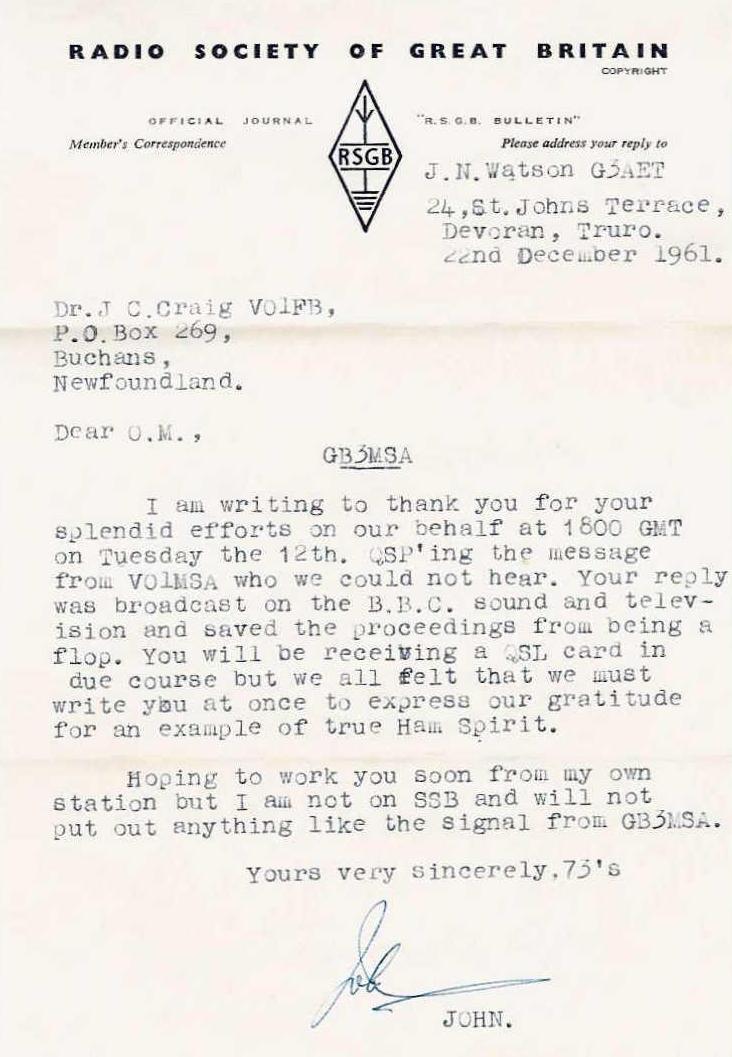 RADIO SOCIETY OF GREAT BRITAIN
COPYRIGHT
OFFICIAL JOURNAL
"R.S.G.B. BULLETIN"
Member's Correspondence
Please address your reply to
RSGB
J.N.Watson G3AET
24,St.Johns Terrace,
Devoran, Truro.
22nd December 1961.
Dr.J C.Craig VO1FB,
P.O.Box 269,
Buchans,
Newfoundland.
Dear O.M.,
GB3MSA
I am writing to thank you for your
splendid efforts on our behalf at 1800 GMT
on Tuesday the 12th. QSP'ing the message
from VO1MSA who we could not hear. Your reply
was broadcast on the B.B.C. sound and telev-
ision and saved the proceedings from being a
flop. You will be receiving a QSL card in
due course but we all felt that we must
write you at once to express our gratitude
for an example of true Ham Spirit.
Hoping to work you soon from my own
station but I am not on SSB and will not
put out anything like the signal from GB3MSA.
Yours very sincerely,73's
JOHN.